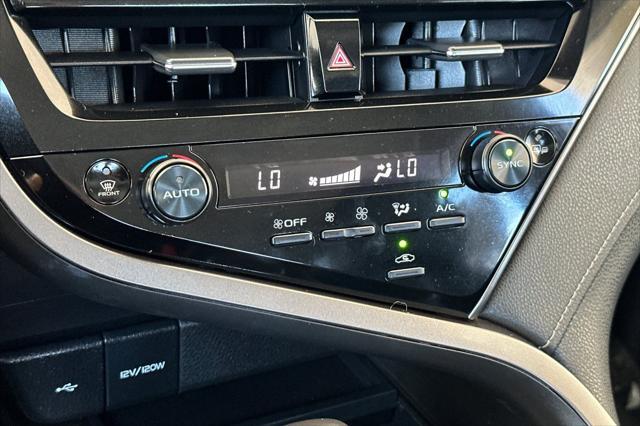 FRONT
AUTO
LO
LO
SYNC
OFF
A/C
12V/120W